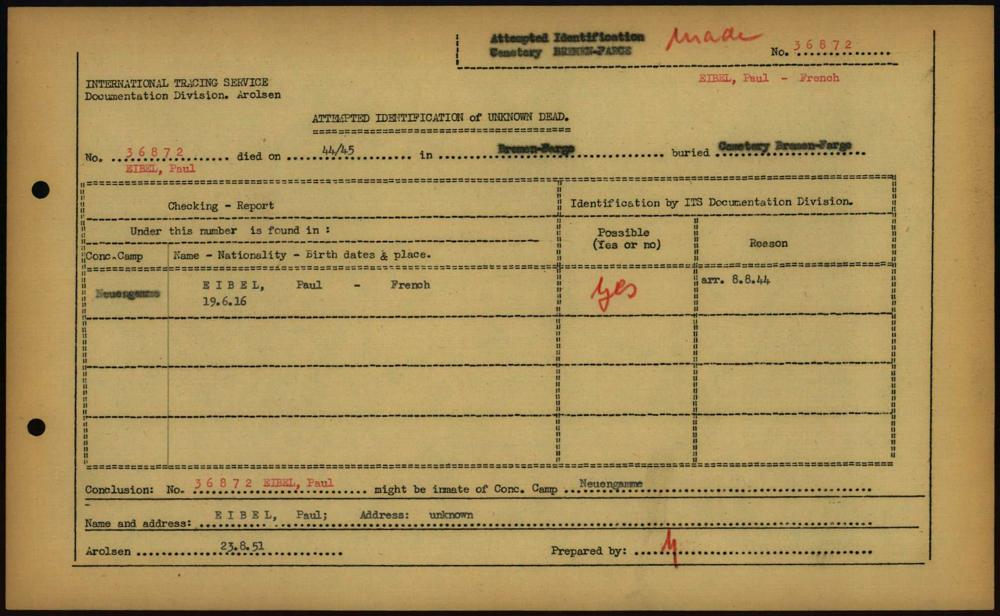 Attempted Identification
Cemetery BREMEN-FARGE
made
No. 36872
EIBEL, Paul - French
INTERNATIONAL TRACING SERVICE
Documentation Division. Arolsen
ATTEMPTED IDENTIFICATION of UNKNOWN DEAD.
No. 36872 died on 44/45 in Bremen-Farge buried Cemetery Bremen-Farge
EIBEL, Paul
Checking - Report
Identification by ITS Documentation Division.
Under this number is found in :
Possible
(Yes or no)
Reason
Conc.Camp
Name - Nationality - Birth dates & place.
Neuengamme
EIBEL, Paul - French
19.6.16
yes
arr. 8.8.44
Conclusion: No. 36872 EIBEL, Paul might be inmate of Conc. Camp Neuengamme
Name and address: EIBEL, Paul; Address: unknown
Arolsen 23.8.51
Prepared by: